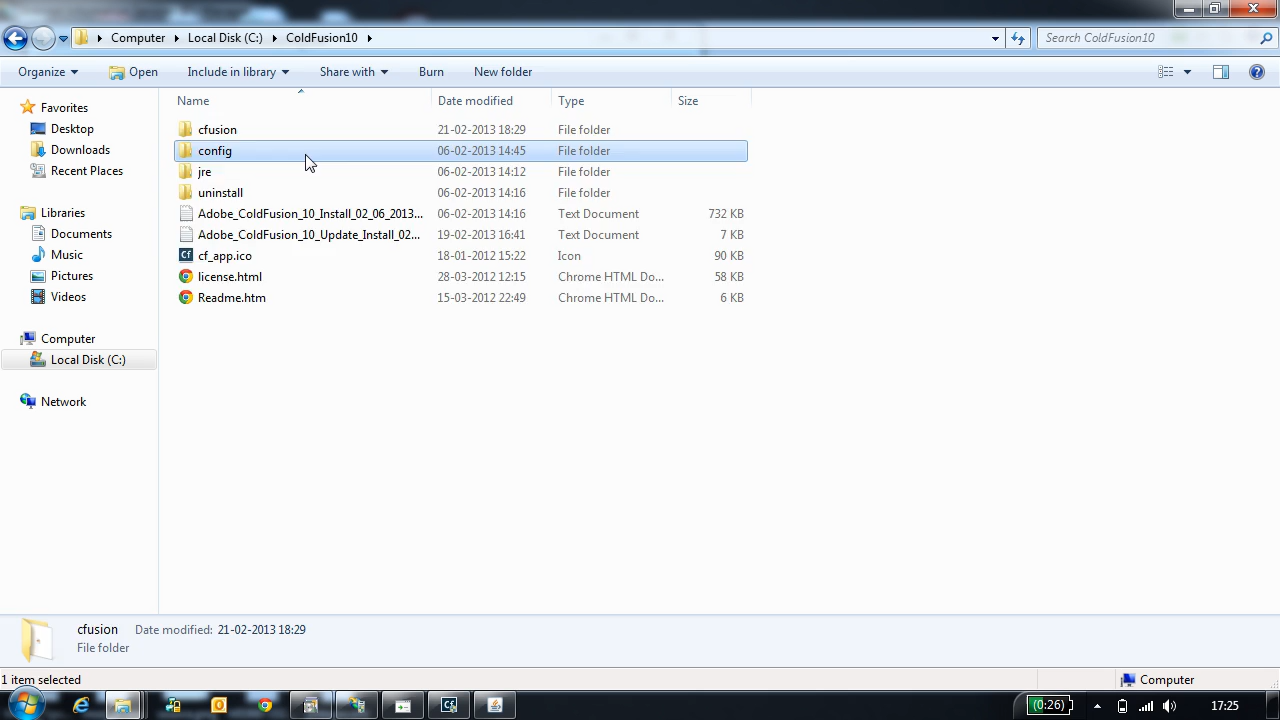 Computer Local Disk (C:) ColdFusion10 Search ColdFusion10
Organize Open Include in library Share with Burn New folder
Favorites
Desktop
Downloads
Recent Places
Libraries
Documents
Music
Pictures
Videos
Computer
Local Disk (C:)
Network
Name Date modified Type Size
cfusion 21-02-2013 18:29 File folder
config 06-02-2013 14:45 File folder
jre 06-02-2013 14:12 File folder
uninstall 06-02-2013 14:16 File folder
Adobe_ColdFusion_10_Install_02_06_2013... 06-02-2013 14:16 Text Document 732 KB
Adobe_ColdFusion_10_Update_Install_02... 19-02-2013 16:41 Text Document 7 KB
Cf cf_app.ico 18-01-2012 15:22 Icon 90 KB
license.html 28-03-2012 12:15 Chrome HTML Do... 58 KB
Readme.htm 15-03-2012 22:49 Chrome HTML Do... 6 KB
cfusion Date modified: 21-02-2013 18:29
File folder
1 item selected Computer
(0:26) 17:25